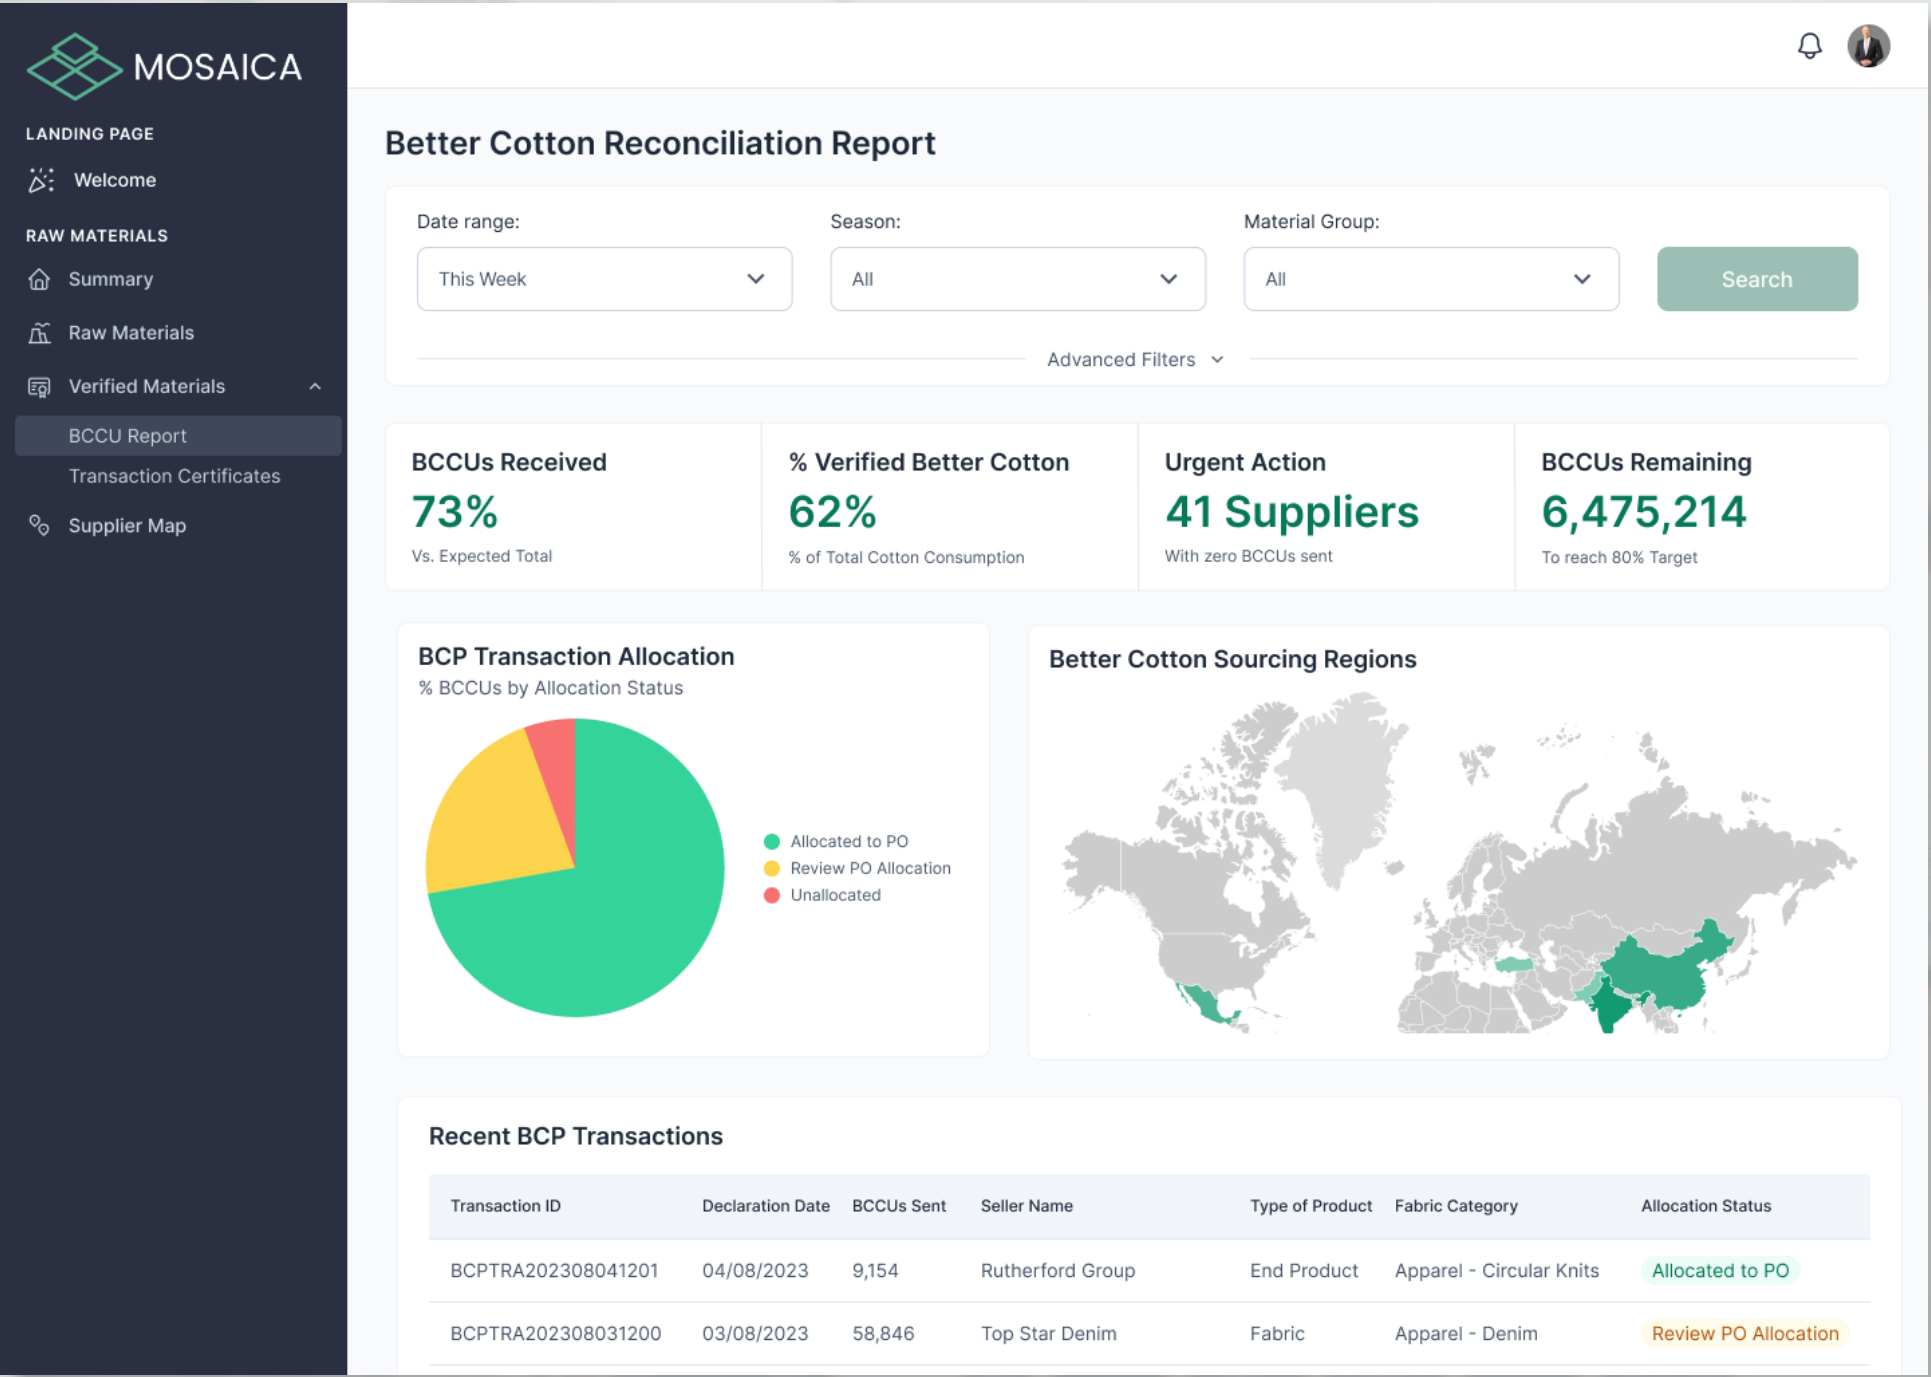 MOSAICA
LANDING PAGE
Welcome
RAW MATERIALS
Summary
Raw Materials
Verified Materials
BCCU Report
Transaction Certificates
Supplier Map
Better Cotton Reconciliation Report
Date range: Season: Material Group:
This Week All All Search
Advanced Filters
BCCUs Received
73%
Vs. Expected Total
% Verified Better Cotton
62%
% of Total Cotton Consumption
Urgent Action
41 Suppliers
With zero BCCUs sent
BCCUs Remaining
6,475,214
To reach 80% Target
BCP Transaction Allocation
% BCCUs by Allocation Status
Allocated to PO
Review PO Allocation
Unallocated
Better Cotton Sourcing Regions
Recent BCP Transactions
Transaction ID Declaration Date BCCUs Sent Seller Name Type of Product Fabric Category Allocation Status
BCPTRA202308041201 04/08/2023 9,154 Rutherford Group End Product Apparel - Circular Knits Allocated to PO
BCPTRA202308031200 03/08/2023 58,846 Top Star Denim Fabric Apparel - Denim Review PO Allocation